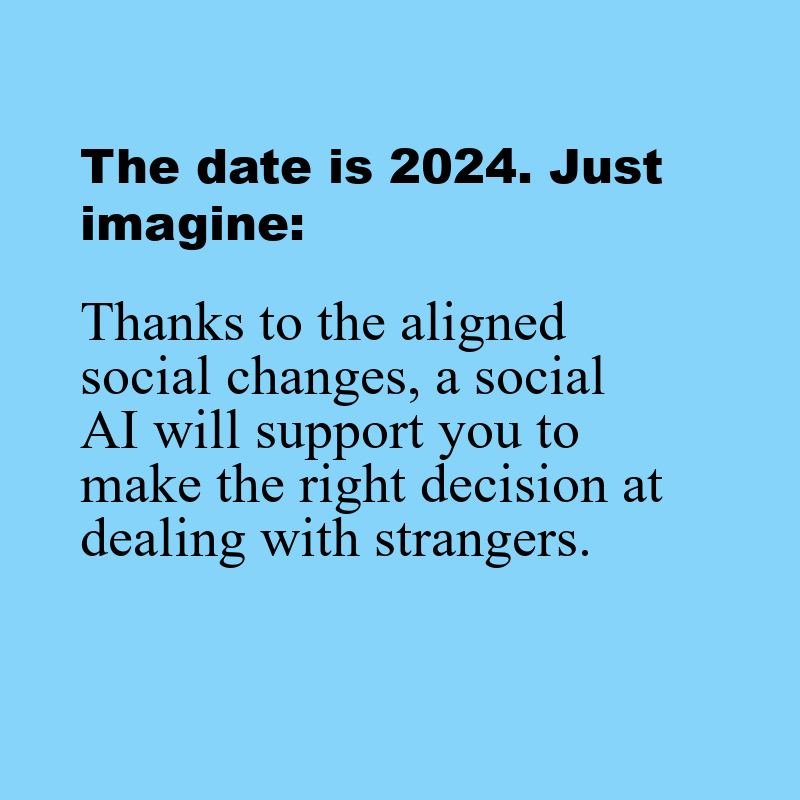 The date is 2024. Just
imagine:
Thanks to the aligned
social changes, a social
AI will support you to
make the right decision at
dealing with strangers.